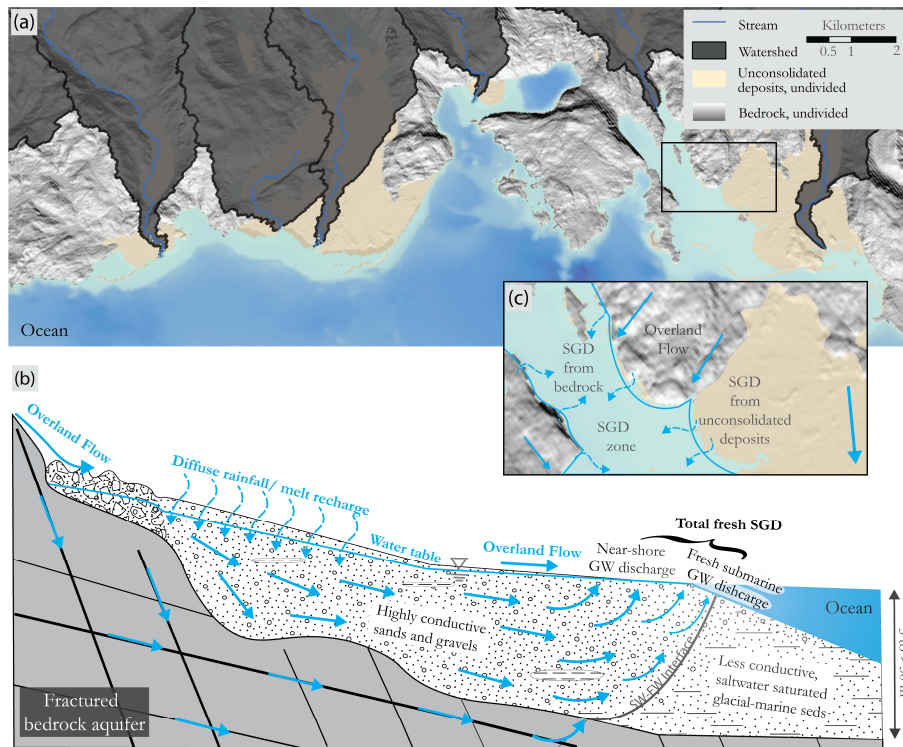 (a)
Stream
Watershed
Unconsolidated
deposits, undivided
Bedrock, undivided
Kilometers
0.5 1 2
Ocean
(c)
Overland
Flow
SGD
from
bedrock
SGD
from
unconsolidated
deposits
SGD
zone
(b)
Overland Flow
Diffuse rainfall/ melt recharge
Water table
Overland Flow
Total fresh SGD
Near-shore
GW discharge
Fresh submarine
GW dishcarge
Ocean
Highly conductive
sands and gravels
SW-FW Interface
Less conductive,
saltwater saturated
glacial-marine seds
Fractured
bedrock aquifer